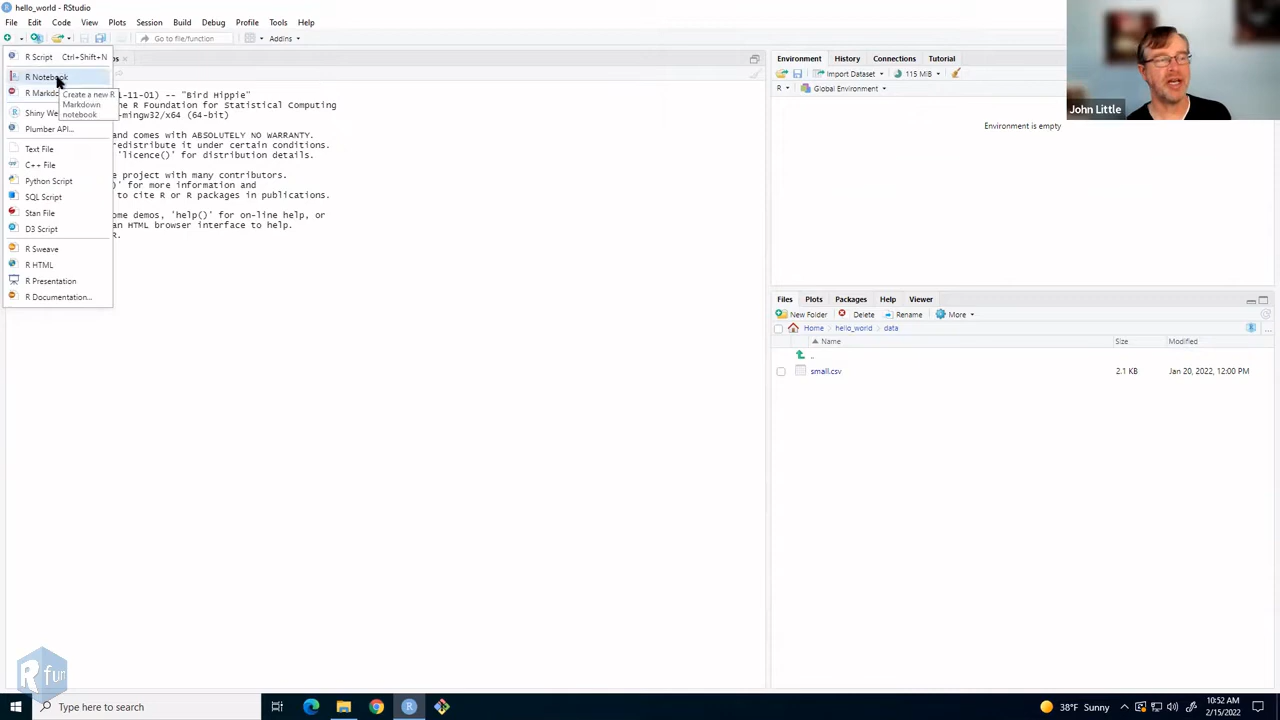 hello_world - RStudio
File Edit Code View Plots Session Build Debug Profile Tools Help
Go to file/function Addins
R Script Ctrl+Shift+N
R Notebook
R Markd
Create a new R
Markdown
notebook
Shiny We
Plumber API...
Text File
C++ File
Python Script
SQL Script
Stan File
D3 Script
R Sweave
R HTML
R Presentation
R Documentation...
-11-01) -- "Bird Hippie"
he R Foundation for Statistical Computing
-mingw32/x64 (64-bit)
and comes with ABSOLUTELY NO WARRANTY.
redistribute it under certain conditions.
'licence()' for distribution details.
e project with many contributors.
)' for more information and
to cite R or R packages in publications.
ome demos, 'help()' for on-line help, or
an HTML browser interface to help.
R.
Environment History Connections Tutorial
Import Dataset 115 MiB
R Global Environment
Environment is empty
John Little
Files Plots Packages Help Viewer
New Folder Delete Rename More
Home hello_world data
Name Size Modified
..
small.csv 2.1 KB Jan 20, 2022, 12:00 PM
R fun
Type here to search
38°F Sunny
10:52 AM
2/15/2022